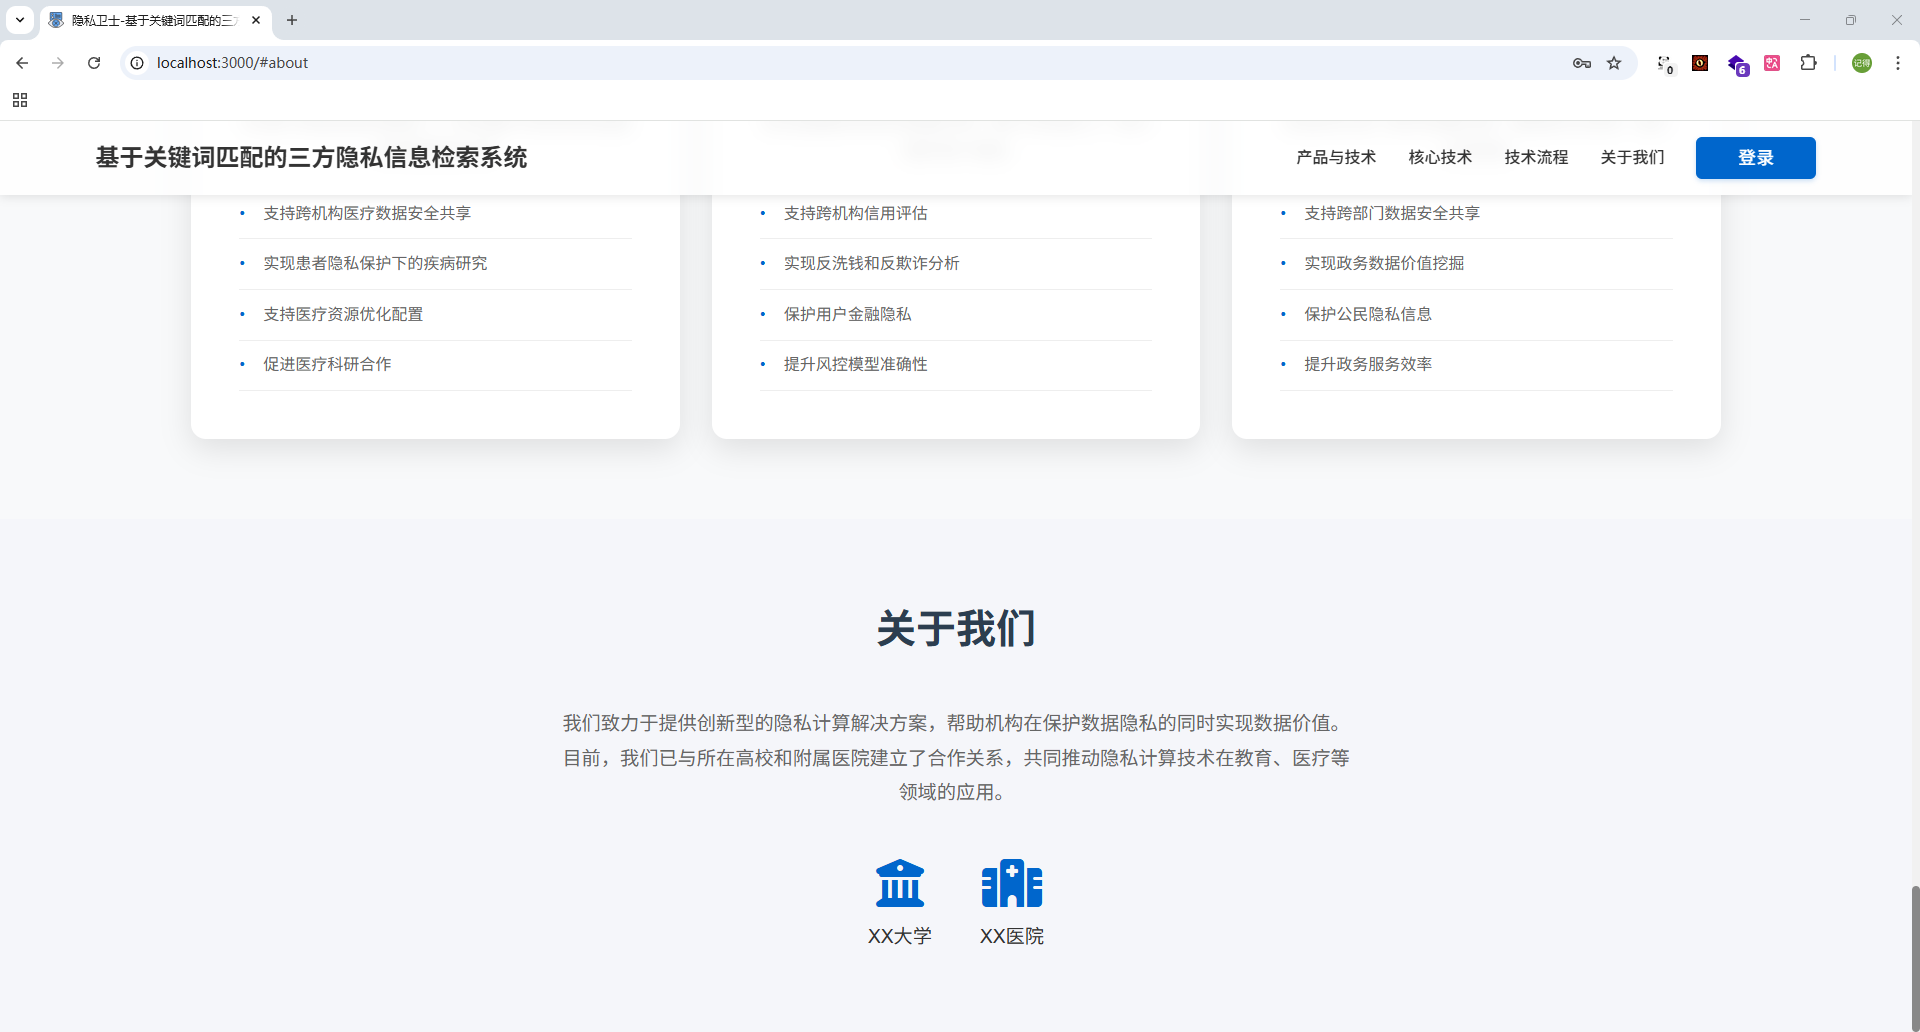 隐私卫士-基于关键词匹配的三
localhost:3000/#about
0
6
记得
基于关键词匹配的三方隐私信息检索系统
产品与技术
核心技术
技术流程
关于我们
登录
• 支持跨机构医疗数据安全共享
• 实现患者隐私保护下的疾病研究
• 支持医疗资源优化配置
• 促进医疗科研合作
• 支持跨机构信用评估
• 实现反洗钱和反欺诈分析
• 保护用户金融隐私
• 提升风控模型准确性
• 支持跨部门数据安全共享
• 实现政务数据价值挖掘
• 保护公民隐私信息
• 提升政务服务效率
关于我们
我们致力于提供创新型的隐私计算解决方案，帮助机构在保护数据隐私的同时实现数据价值。
目前，我们已与所在高校和附属医院建立了合作关系，共同推动隐私计算技术在教育、医疗等
领域的应用。
XX大学
XX医院